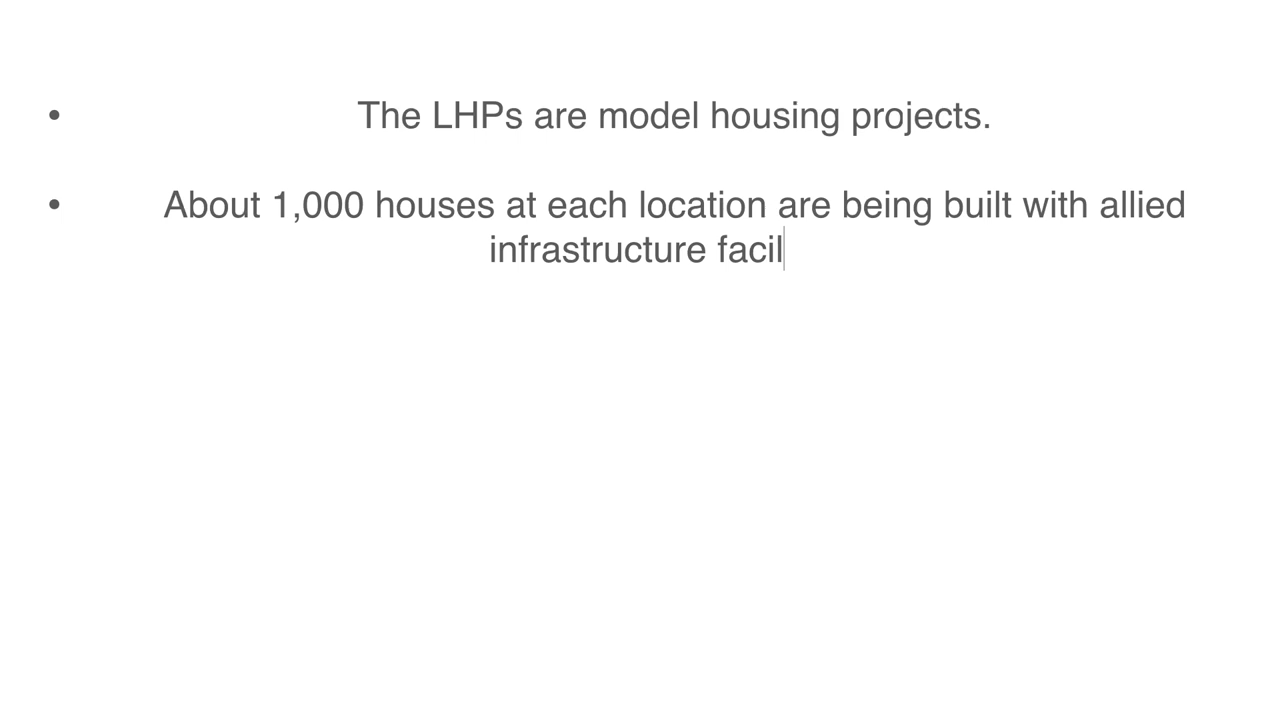 • The LHPs are model housing projects.
• About 1,000 houses at each location are being built with allied
infrastructure facil